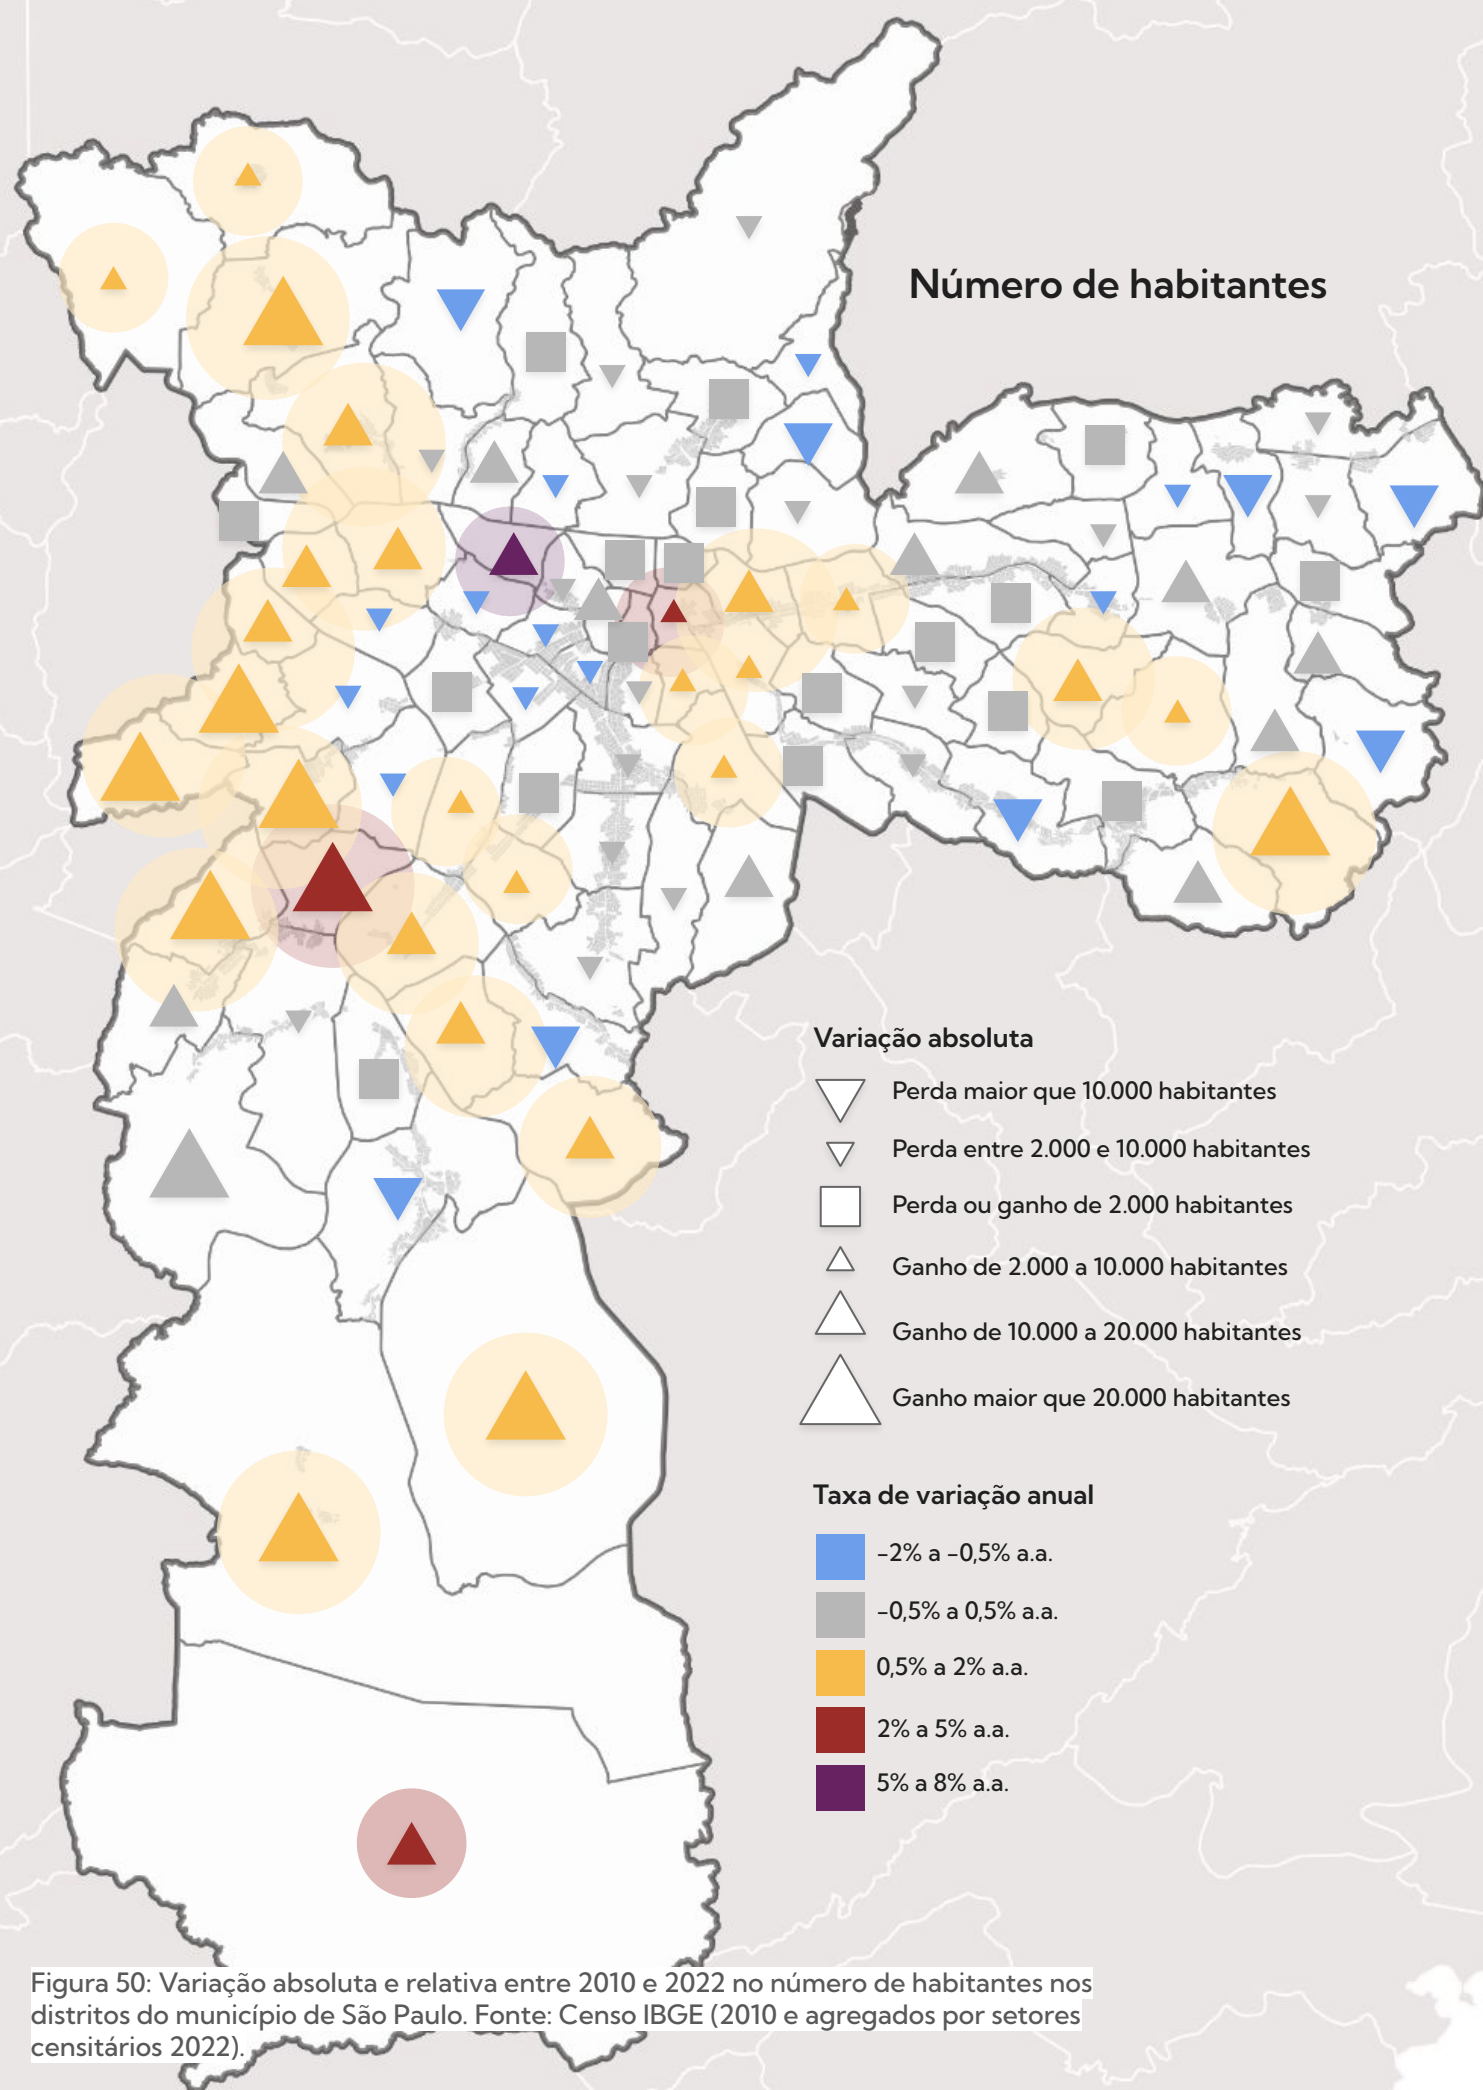 Número de habitantes
Variação absoluta
Perda maior que 10.000 habitantes
Perda entre 2.000 e 10.000 habitantes
Perda ou ganho de 2.000 habitantes
Ganho de 2.000 a 10.000 habitantes
Ganho de 10.000 a 20.000 habitantes
Ganho maior que 20.000 habitantes
Taxa de variação anual
-2% a -0,5% a.a.
-0,5% a 0,5% a.a.
0,5% a 2% a.a.
2% a 5% a.a.
5% a 8% a.a.
Figura 50: Variação absoluta e relativa entre 2010 e 2022 no número de habitantes nos
distritos do município de São Paulo. Fonte: Censo IBGE (2010 e agregados por setores
censitários 2022).